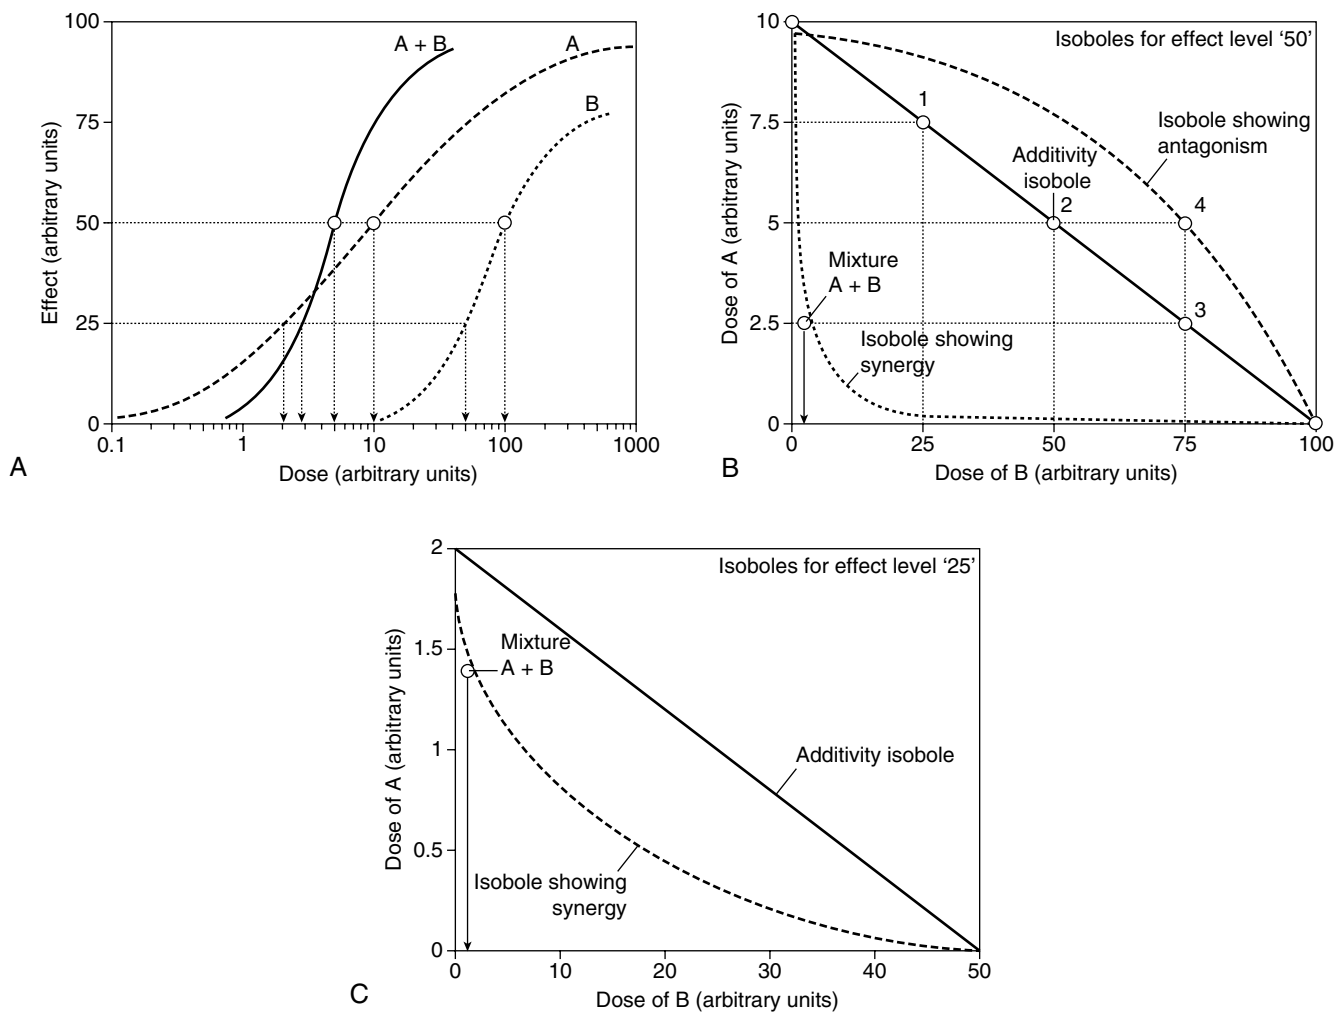 100
75
50
25
0
Effect (arbitrary units)
A + B
A
B
0.1
1
10
100
1000
Dose (arbitrary units)
A
Isoboles for effect level ‘50’
10
7.5
5
2.5
0
Dose of A (arbitrary units)
1
Additivity
isobole
2
Isobole showing
antagonism
4
Mixture
A + B
3
Isobole showing
synergy
0
25
50
75
100
Dose of B (arbitrary units)
B
Isoboles for effect level ‘25’
2
1.5
1
0.5
0
Dose of A (arbitrary units)
Mixture
A + B
Additivity isobole
Isobole showing
synergy
0
10
20
30
40
50
Dose of B (arbitrary units)
C